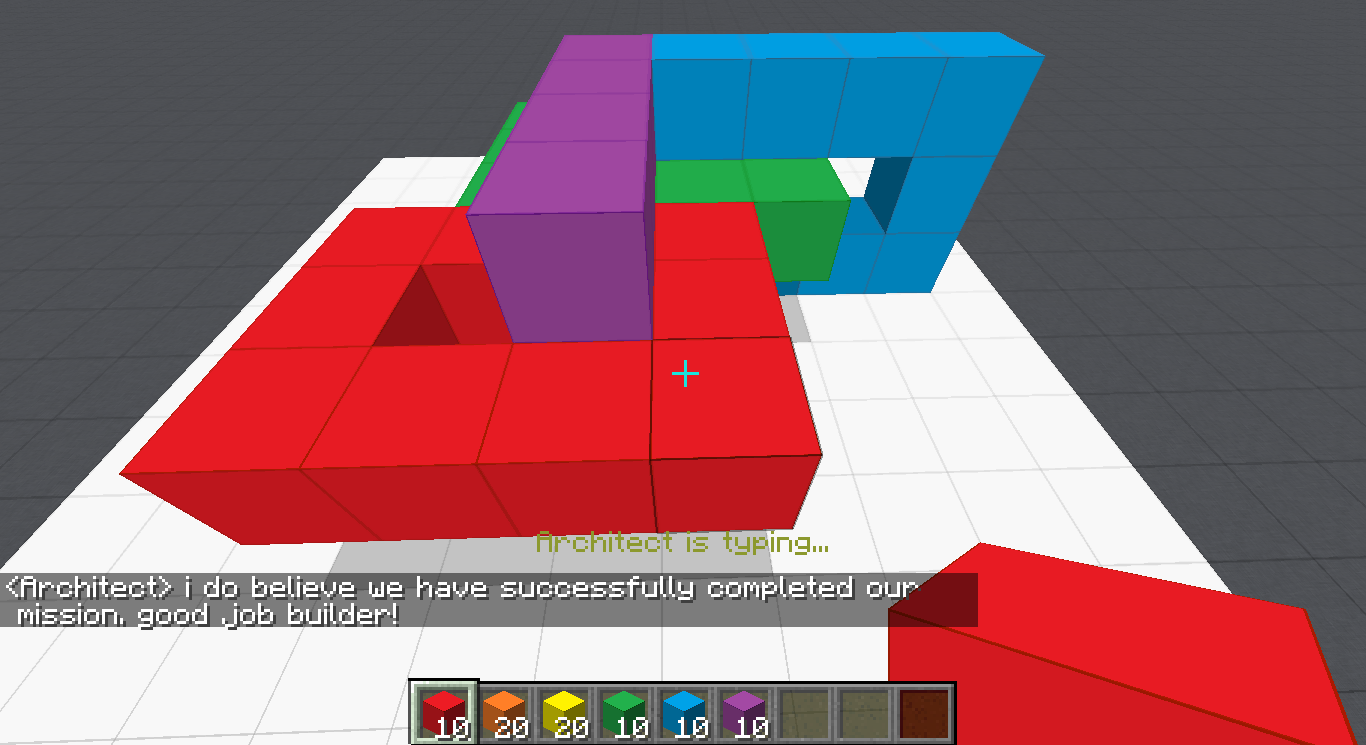 Architect is typing...
<Architect> i do believe we have successfully completed our
mission. good job builder!
10 20 20 10 10 10